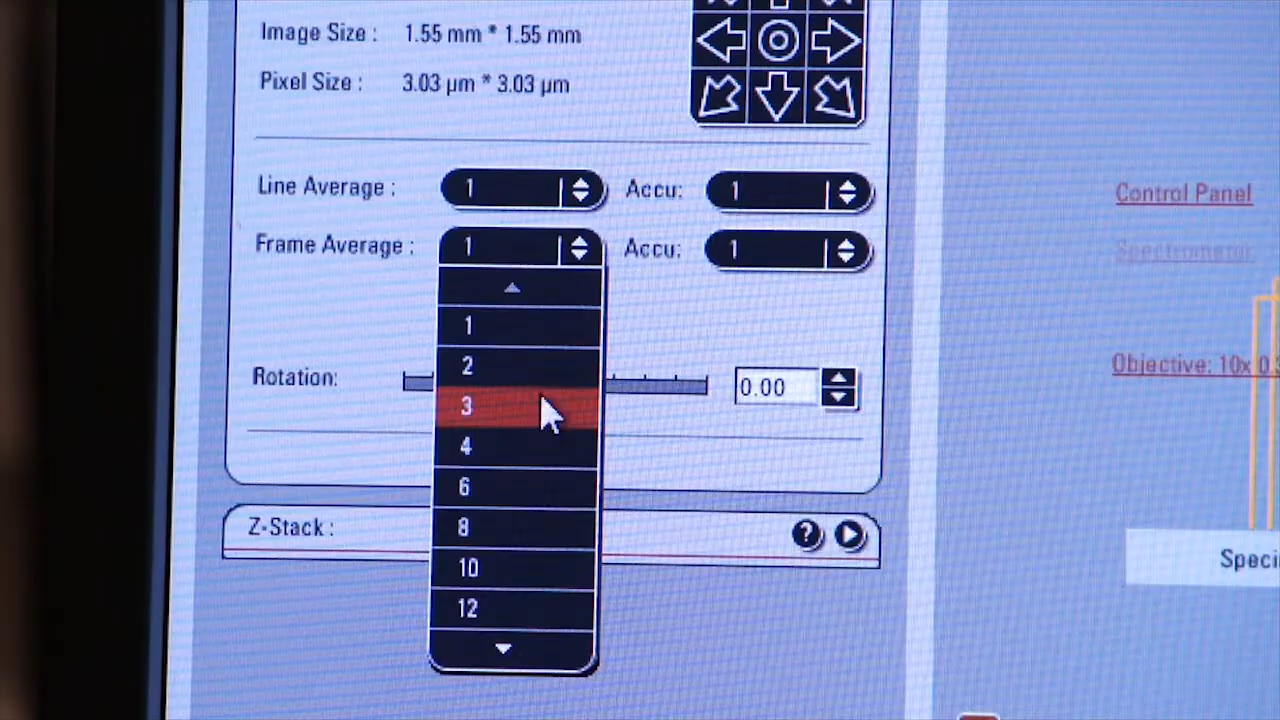 Image Size : 1.55 mm * 1.55 mm
Pixel Size : 3.03 µm * 3.03 µm
Line Average : 1 Accu: 1
Frame Average : 1 Accu: 1
1
2
3
4
6
8
10
12
Rotation: 0.00
Z-Stack : ?
Control Panel
Spectrometer
Objective: 10x
Speci